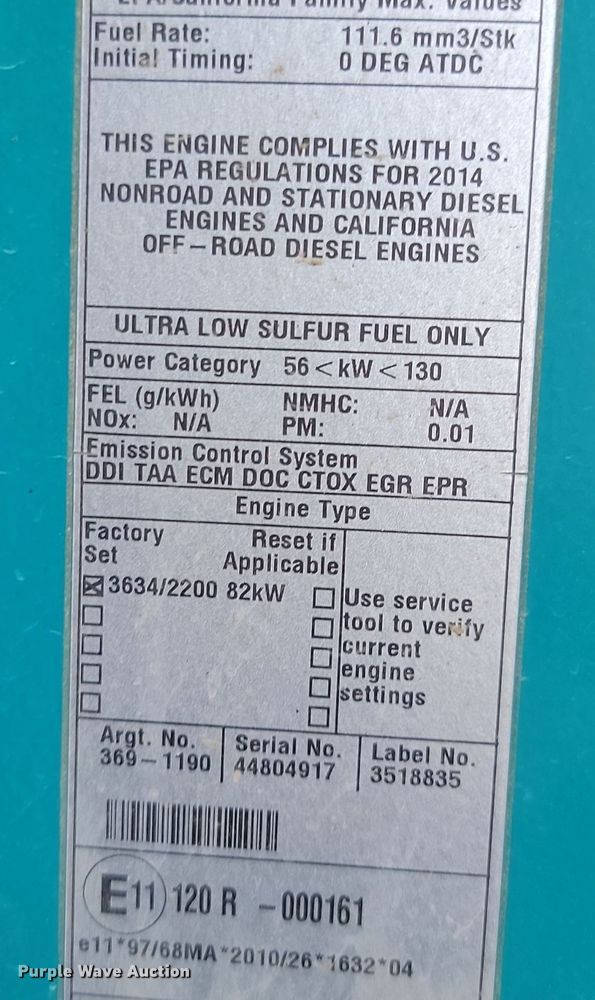 EPA/California Family Max. Values
Fuel Rate: 111.6 mm3/Stk
Initial Timing: 0 DEG ATDC
THIS ENGINE COMPLIES WITH U.S.
EPA REGULATIONS FOR 2014
NONROAD AND STATIONARY DIESEL
ENGINES AND CALIFORNIA
OFF-ROAD DIESEL ENGINES
ULTRA LOW SULFUR FUEL ONLY
Power Category 56<kW<130
FEL (g/kWh) NMHC: N/A
NOx: N/A PM: 0.01
Emission Control System
DDI TAA ECM DOC CTOX EGR EPR
Engine Type
Factory Reset if
Set Applicable
3634/2200 82kW Use service
tool to verify
current
engine
settings
Argt. No. Serial No. Label No.
369-1190 44804917 3518835
E11 120 R -000161
e11*97/68MA*2010/26*1632*04
Purple Wave Auction